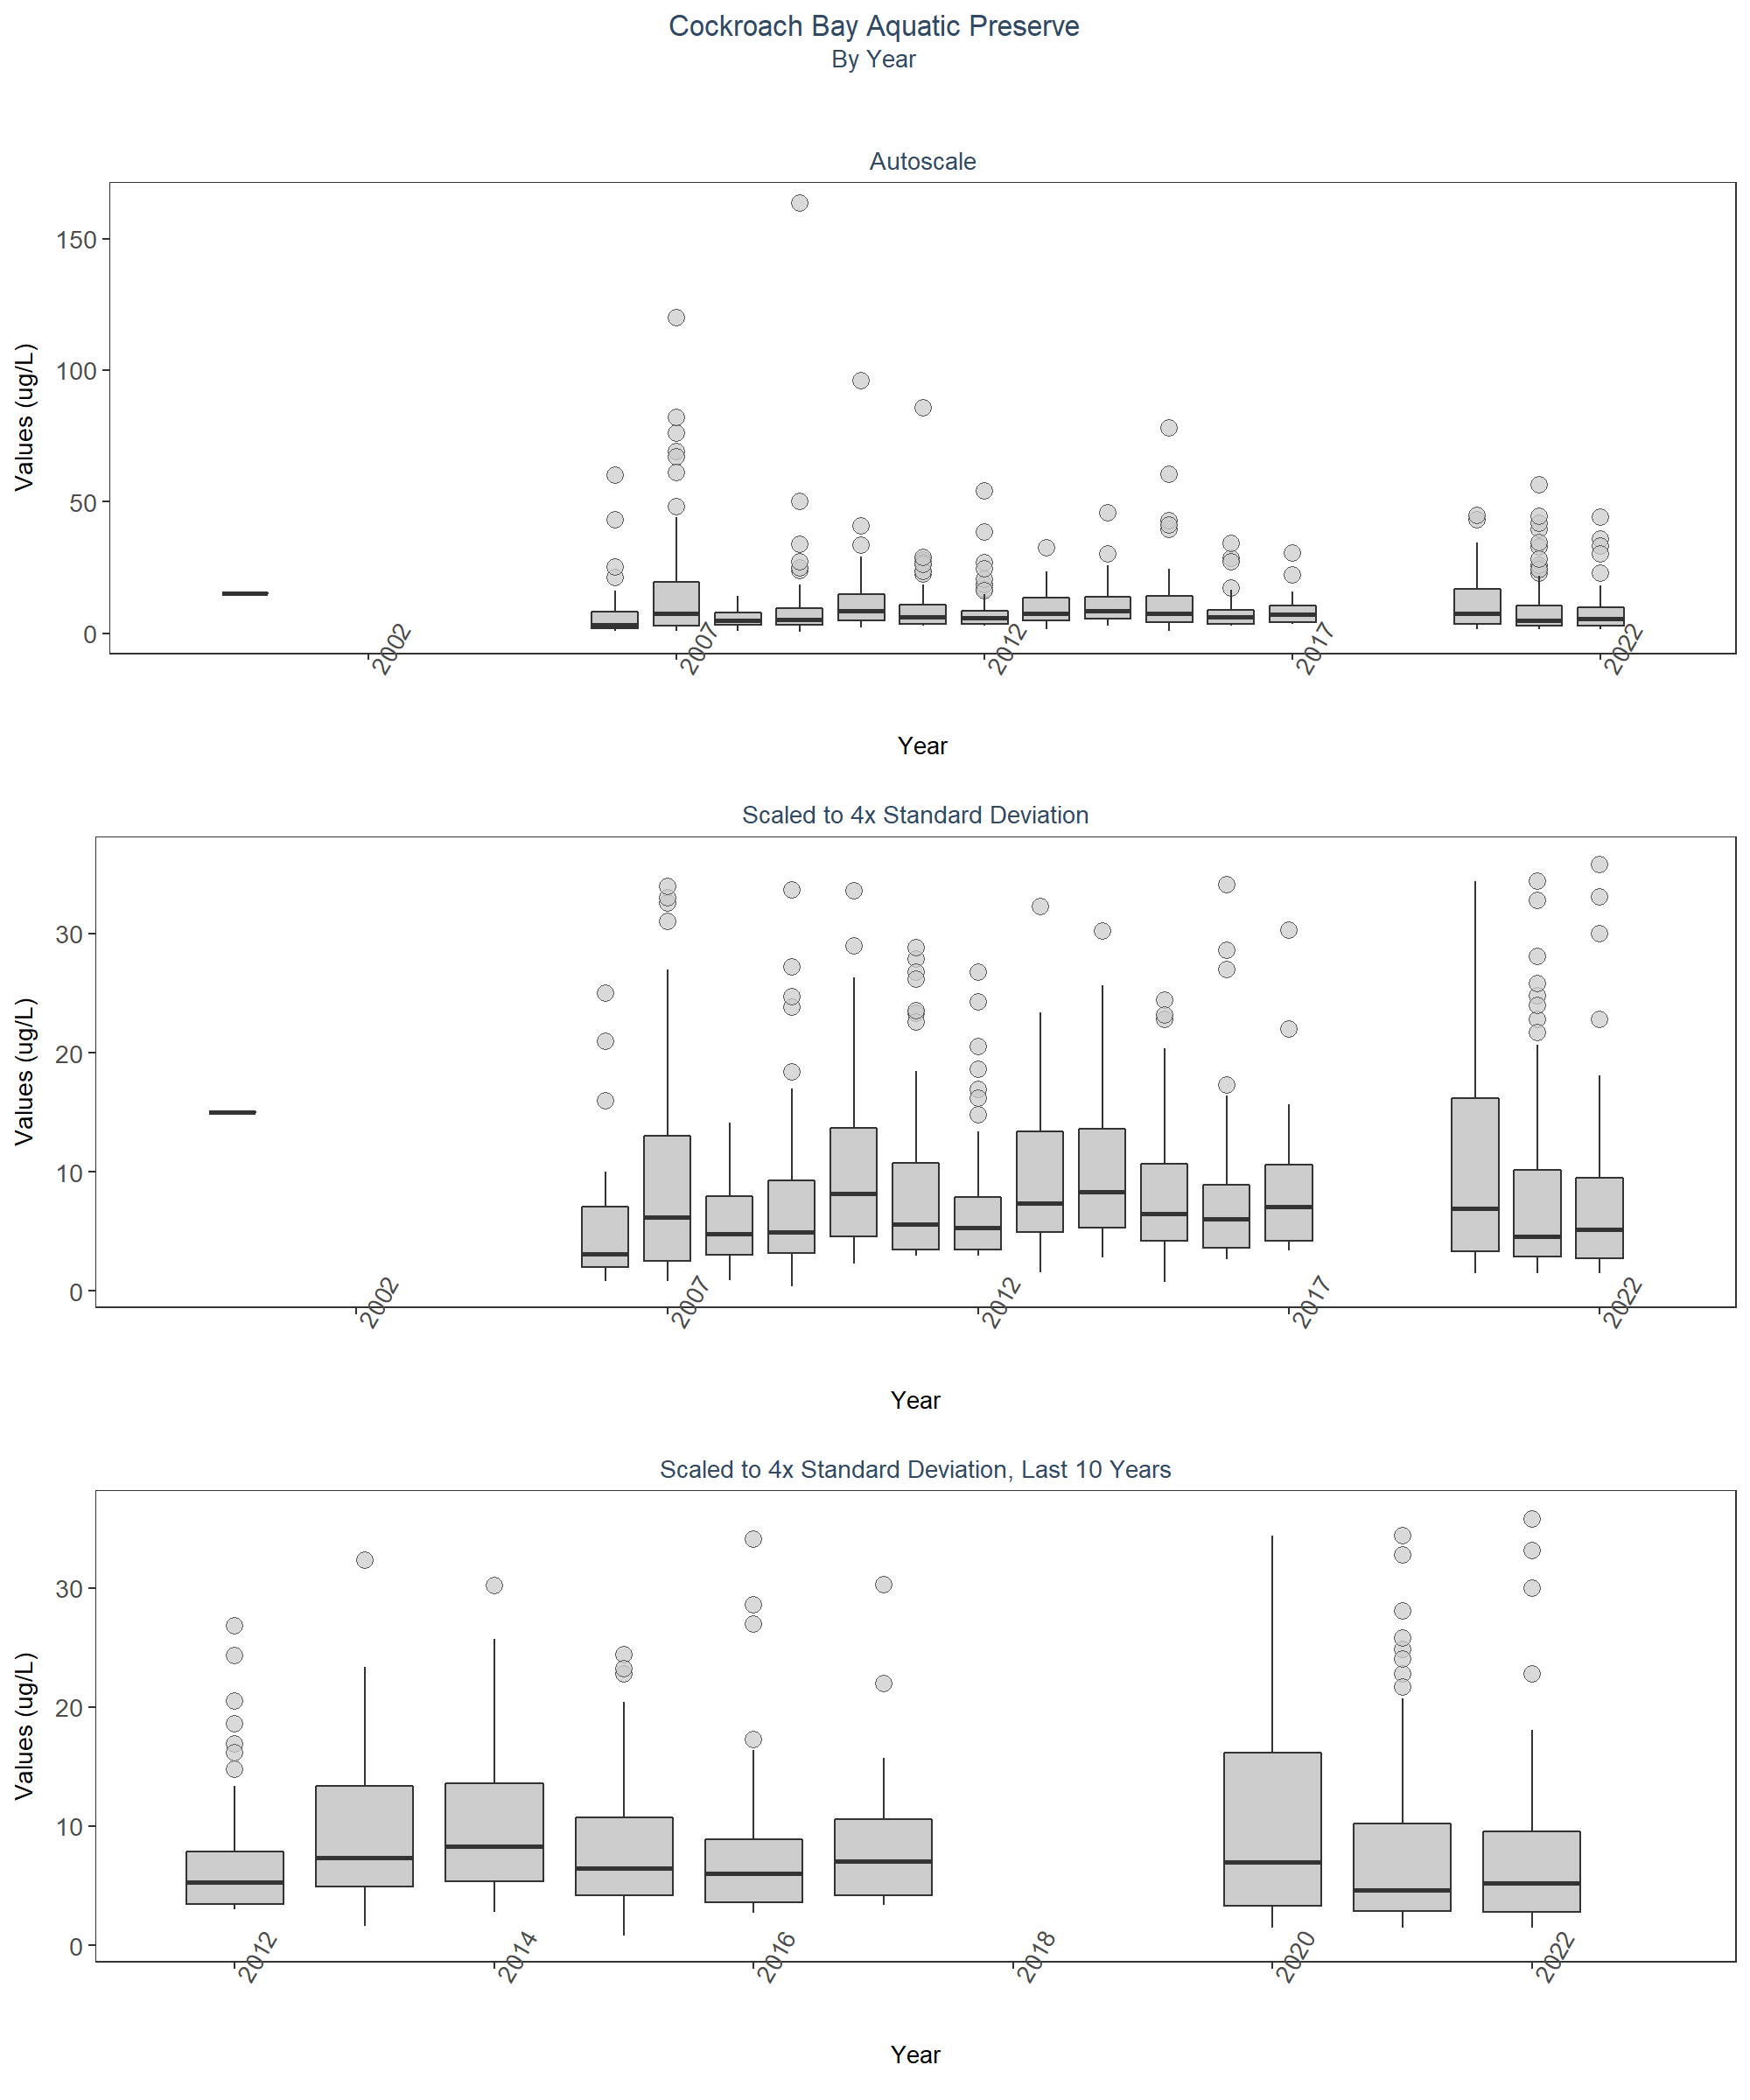 Cockroach Bay Aquatic Preserve
By Year
Autoscale
Values (ug/L)
150
100
50
0
2002
2007
2012
2017
2022
Year
Scaled to 4x Standard Deviation
Values (ug/L)
30
20
10
0
2002
2007
2012
2017
2022
Year
Scaled to 4x Standard Deviation, Last 10 Years
Values (ug/L)
30
20
10
0
2012
2014
2016
2018
2020
2022
Year